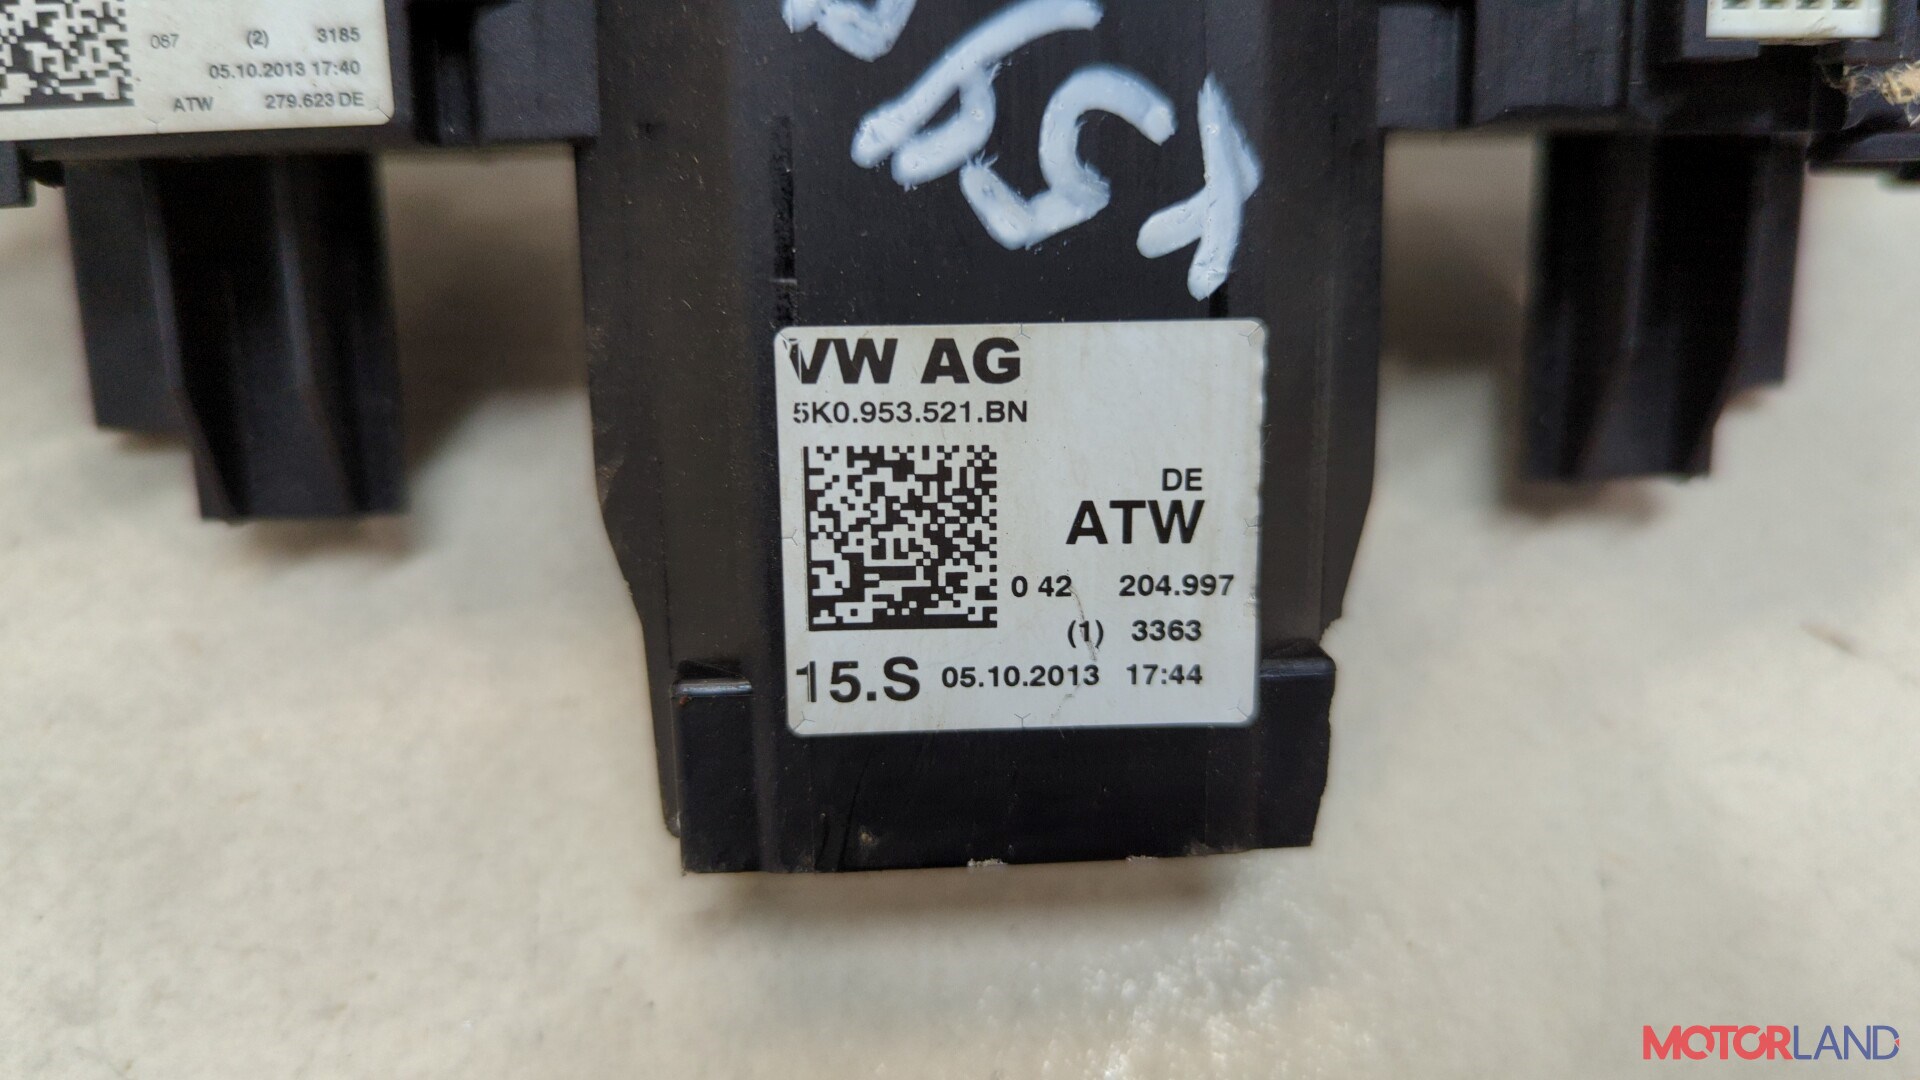 087 (2) 3185
05.10.2013 17:40
ATW 279.623 DE
VW AG
5K0.953.521.BN
DE
ATW
0 42 204.997
(1) 3363
15.S 05.10.2013 17:44
MOTORLAND